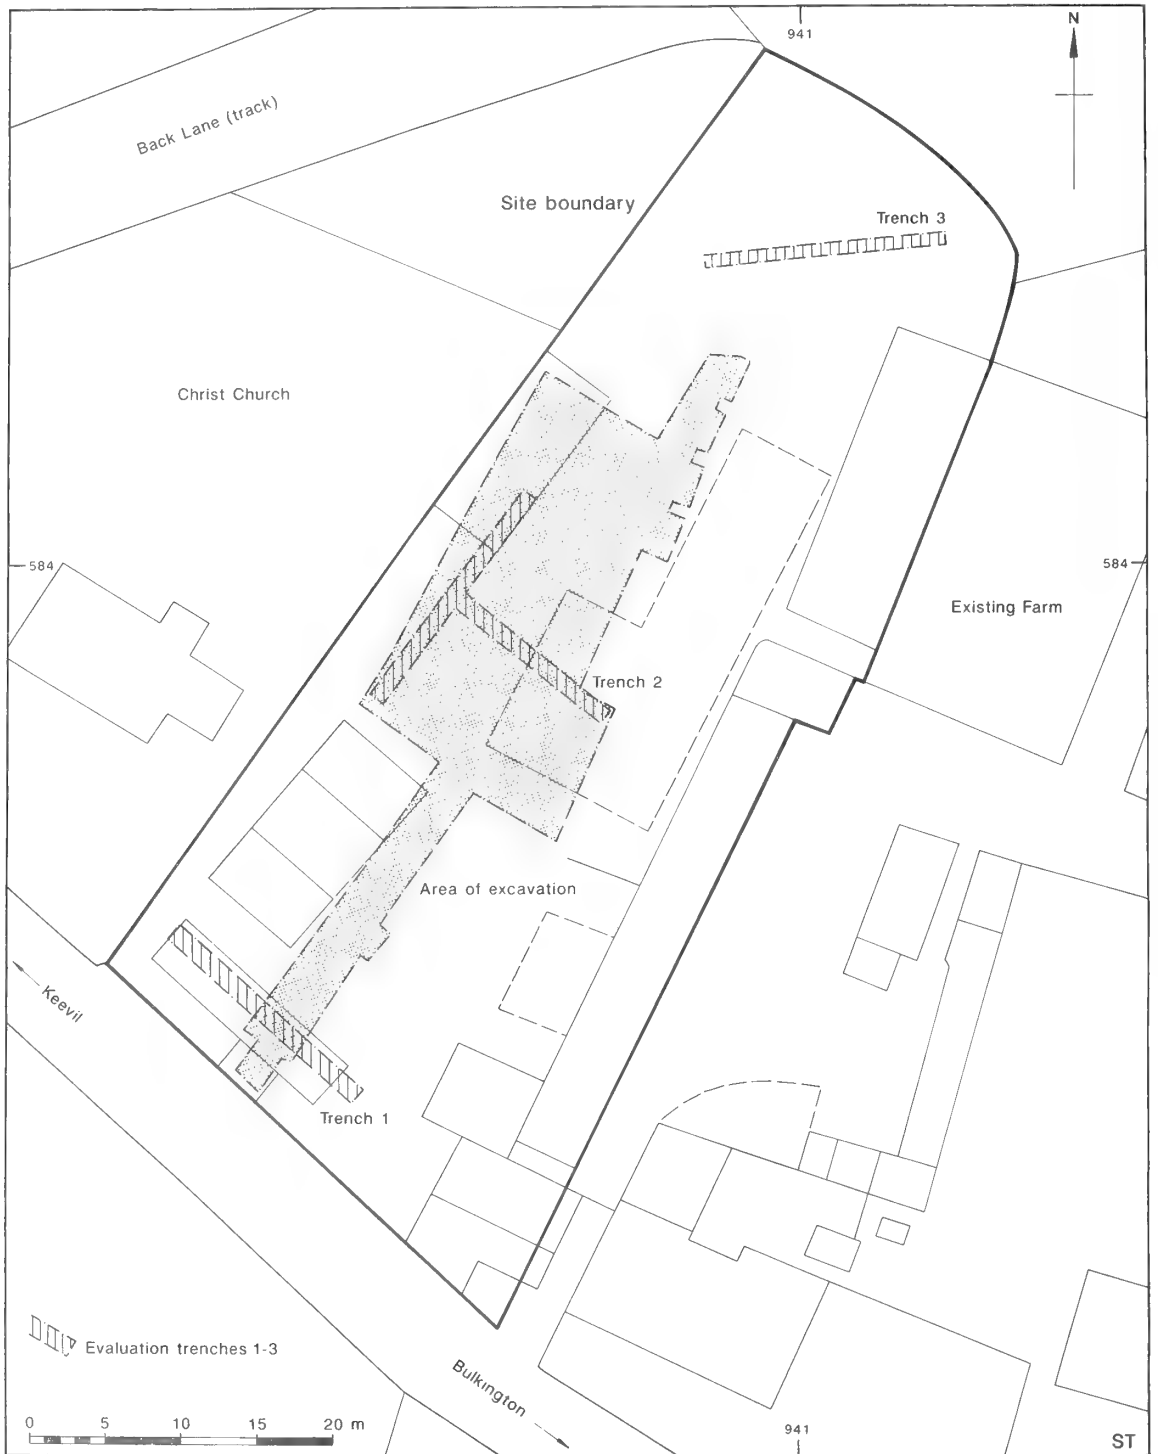 941
N
Back Lane (track)
Site boundary
Trench 3
Christ Church
584
584
Existing Farm
Trench 2
Area of excavation
Keevil
Trench 1
Evaluation trenches 1-3
Bulkington
0 5 10 15 20 m
941
ST